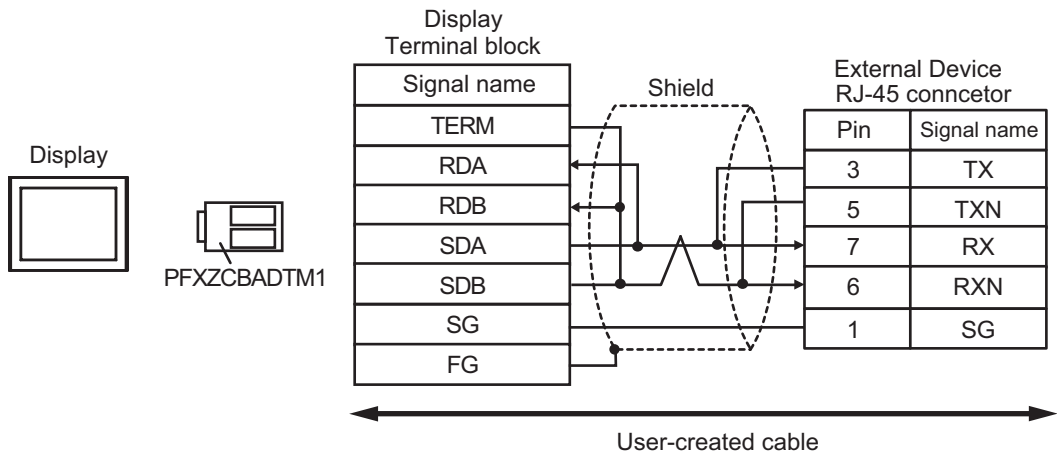 Display
Terminal block
Signal name
TERM
RDA
RDB
SDA
SDB
SG
FG
Shield
External Device
RJ-45 conncetor
Pin Signal name
3 TX
5 TXN
7 RX
6 RXN
1 SG
Display
PFXZCBADTM1
User-created cable